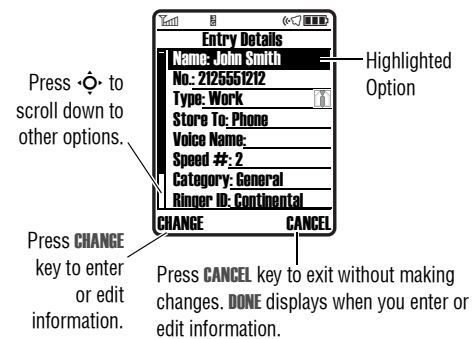 Entry Details
Name: John Smith
No.: 2125551212
Type: Work
Store To: Phone
Voice Name:
Speed #: 2
Category: General
Ringer ID: Continental
CHANGE CANCEL
Highlighted
Option
Press to
scroll down to
other options.
Press CHANGE
key to enter
or edit
information.
Press CANCEL key to exit without making
changes. DONE displays when you enter or
edit information.